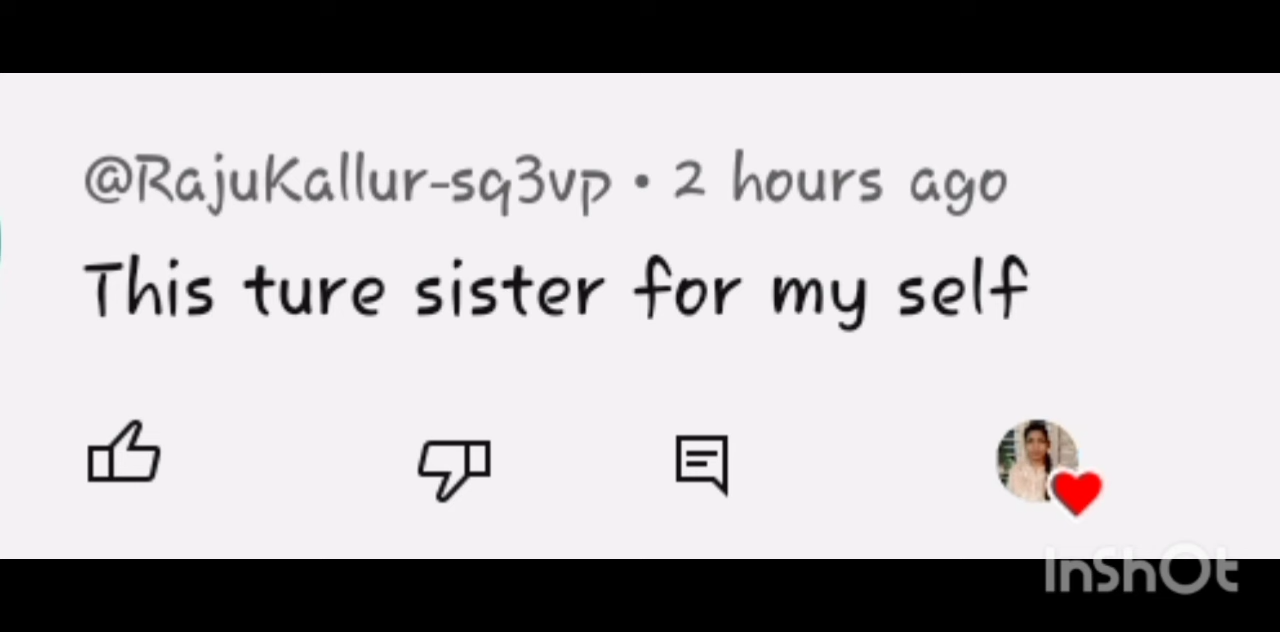 @RajuKallur-sq3vp • 2 hours ago
This ture sister for my self
InShOt